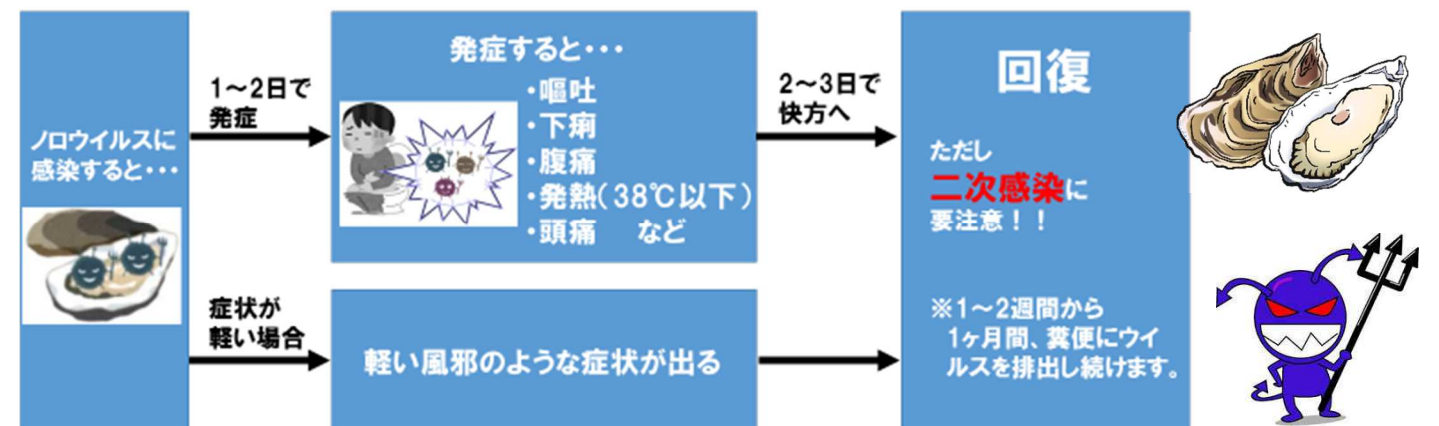 ノロウイルスに
感染すると・・・
1～2日で
発症
発症すると・・・
・嘔吐
・下痢
・腹痛
・発熱(38℃以下)
・頭痛　など
2～3日で
快方へ
症状が
軽い場合
軽い風邪のような症状が出る
回復
ただし
二次感染に
要注意！！
※1～2週間から
1ヶ月間、糞便にウイ
ルスを排出し続けます。